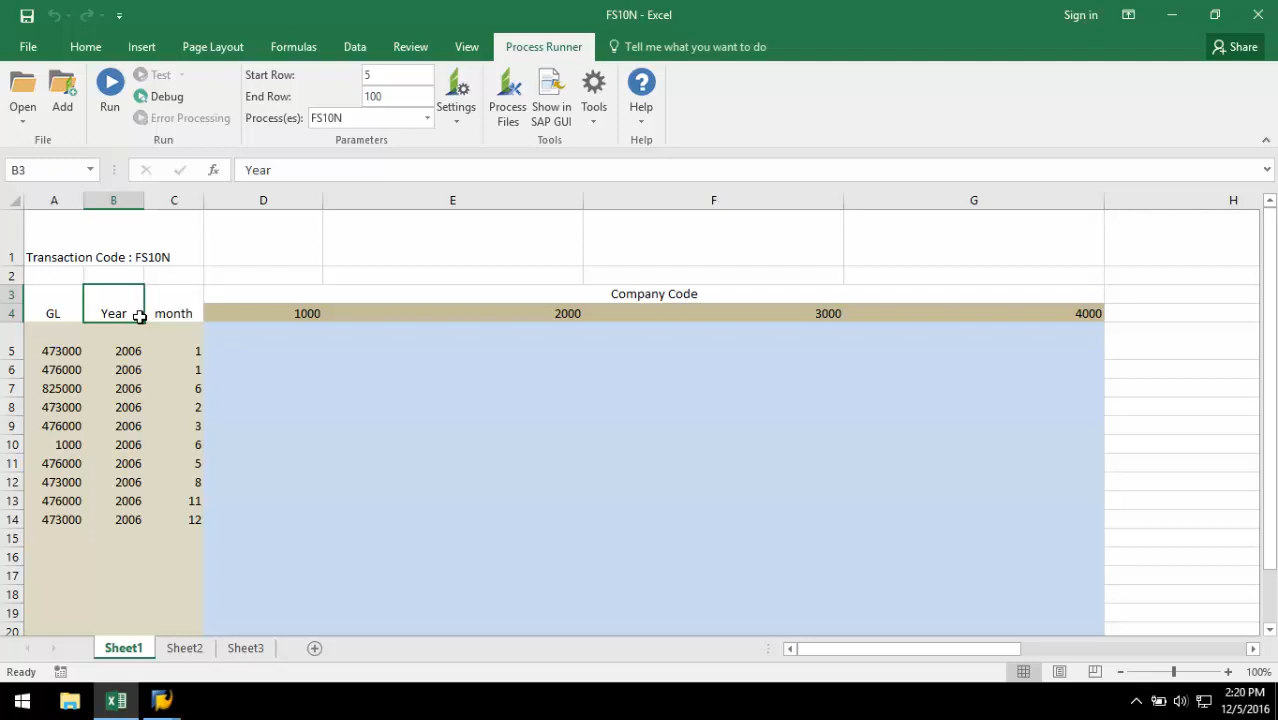 FS10N - Excel
Sign in
File Home Insert Page Layout Formulas Data Review View Process Runner Tell me what you want to do Share
Open Add Run Test Debug Error Processing
Start Row: 5
End Row: 100
Process(es): FS10N
Settings Process Files Show in SAP GUI Tools Help
File Run Parameters Tools Help
B3 fx Year
A B C D E F G H
1 Transaction Code : FS10N
2
3 Company Code
4 GL Year month 1000 2000 3000 4000
5 473000 2006 1
6 476000 2006 1
7 825000 2006 6
8 473000 2006 2
9 476000 2006 3
10 1000 2006 6
11 476000 2006 5
12 473000 2006 8
13 476000 2006 11
14 473000 2006 12
15
16
17
18
19
20
Sheet1 Sheet2 Sheet3
Ready 100%
2:20 PM
12/5/2016